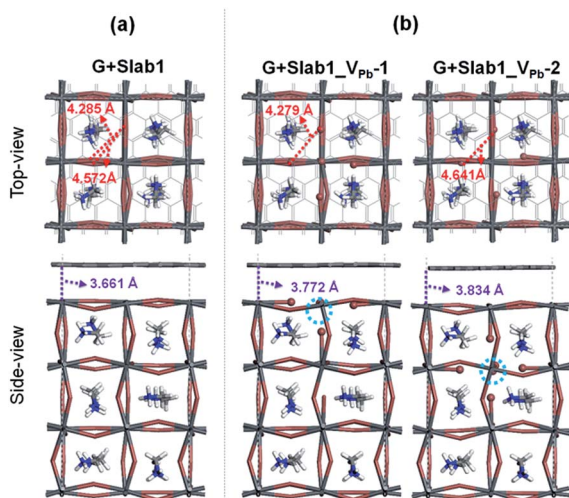 (a)
(b)
G+Slab1
G+Slab1_VPb-1
G+Slab1_VPb-2
Top-view
4.285 Å
4.572Å
4.279 Å
4.641Å
Side-view
3.661 Å
3.772 Å
3.834 Å